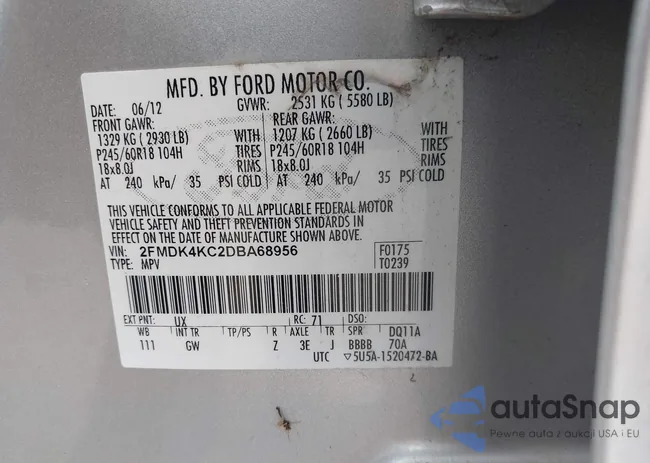 MFD. BY FORD MOTOR CO.
DATE: 06/12 GVWR: 2531 KG ( 5580 LB)
FRONT GAWR: REAR GAWR:
1329 KG ( 2930 LB) WITH 1207 KG ( 2660 LB) WITH
P245/60R18 104H TIRES P245/60R18 104H TIRES
18x8.0J RIMS 18x8.0J RIMS
AT 240 kPa/ 35 PSI COLD AT 240 kPa/ 35 PSI COLD
THIS VEHICLE CONFORMS TO ALL APPLICABLE FEDERAL MOTOR
VEHICLE SAFETY AND THEFT PREVENTION STANDARDS IN
EFFECT ON THE DATE OF MANUFACTURE SHOWN ABOVE.
VIN: 2FMDK4KC2DBA68956 F0175
TYPE: MPV T0239
EXT PNT: UX RC: 71 DSO:
WB INT TR TP/PS R AXLE TR SPR DQ11A
111 GW Z 3E J BBBB 70A
UTC ▽5U5A-1520472-BA
autaSnap
Pewne auta z aukcji USA i EU